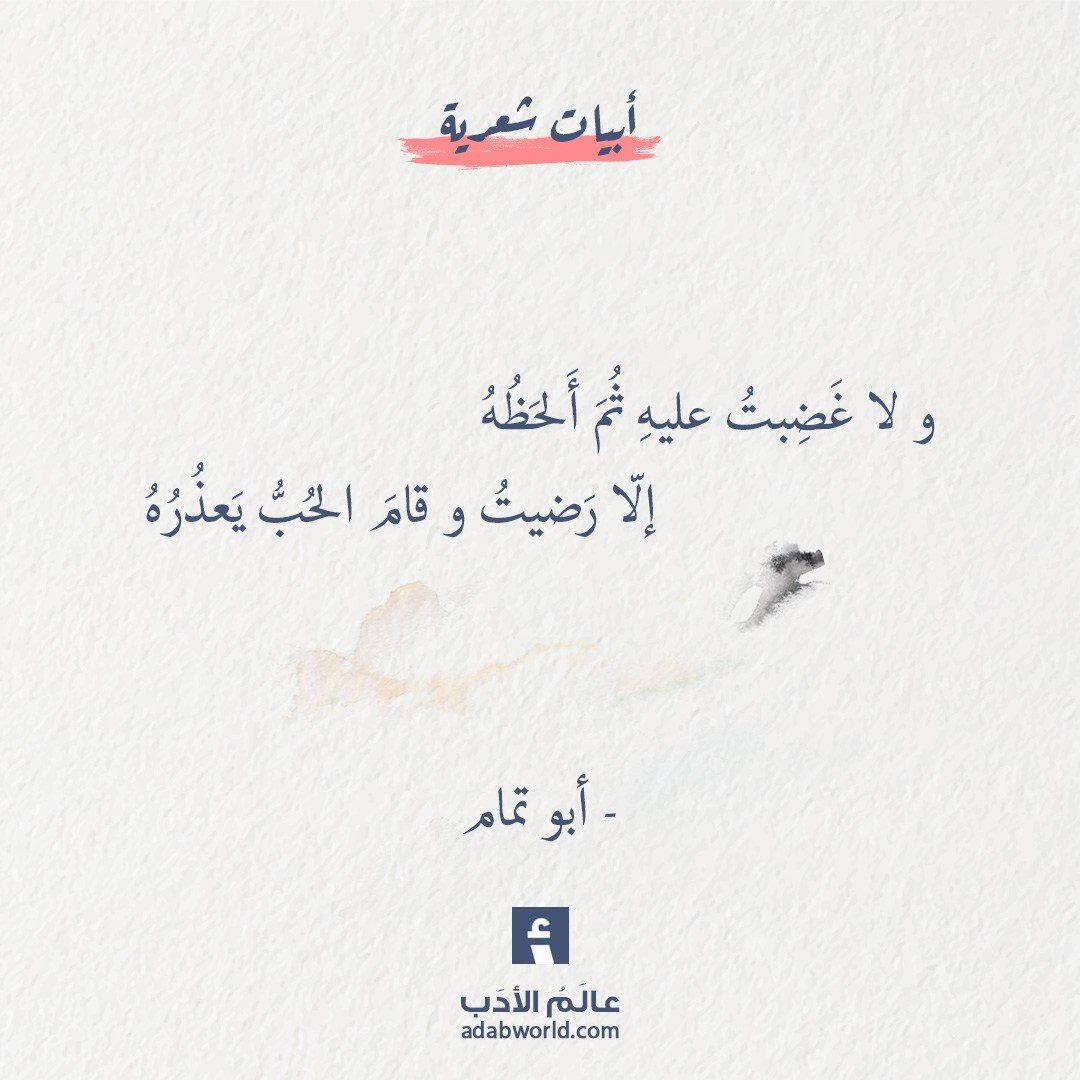 أبيات شعرية
و لا غَضِبتُ عليهِ ثُمَ أَلحَظُهُ
إلّا رَضيتُ و قامَ الحُبُّ يَعذُرُهُ
- أبو تمام
أ
عالَمُ الأدَب
adabworld.com